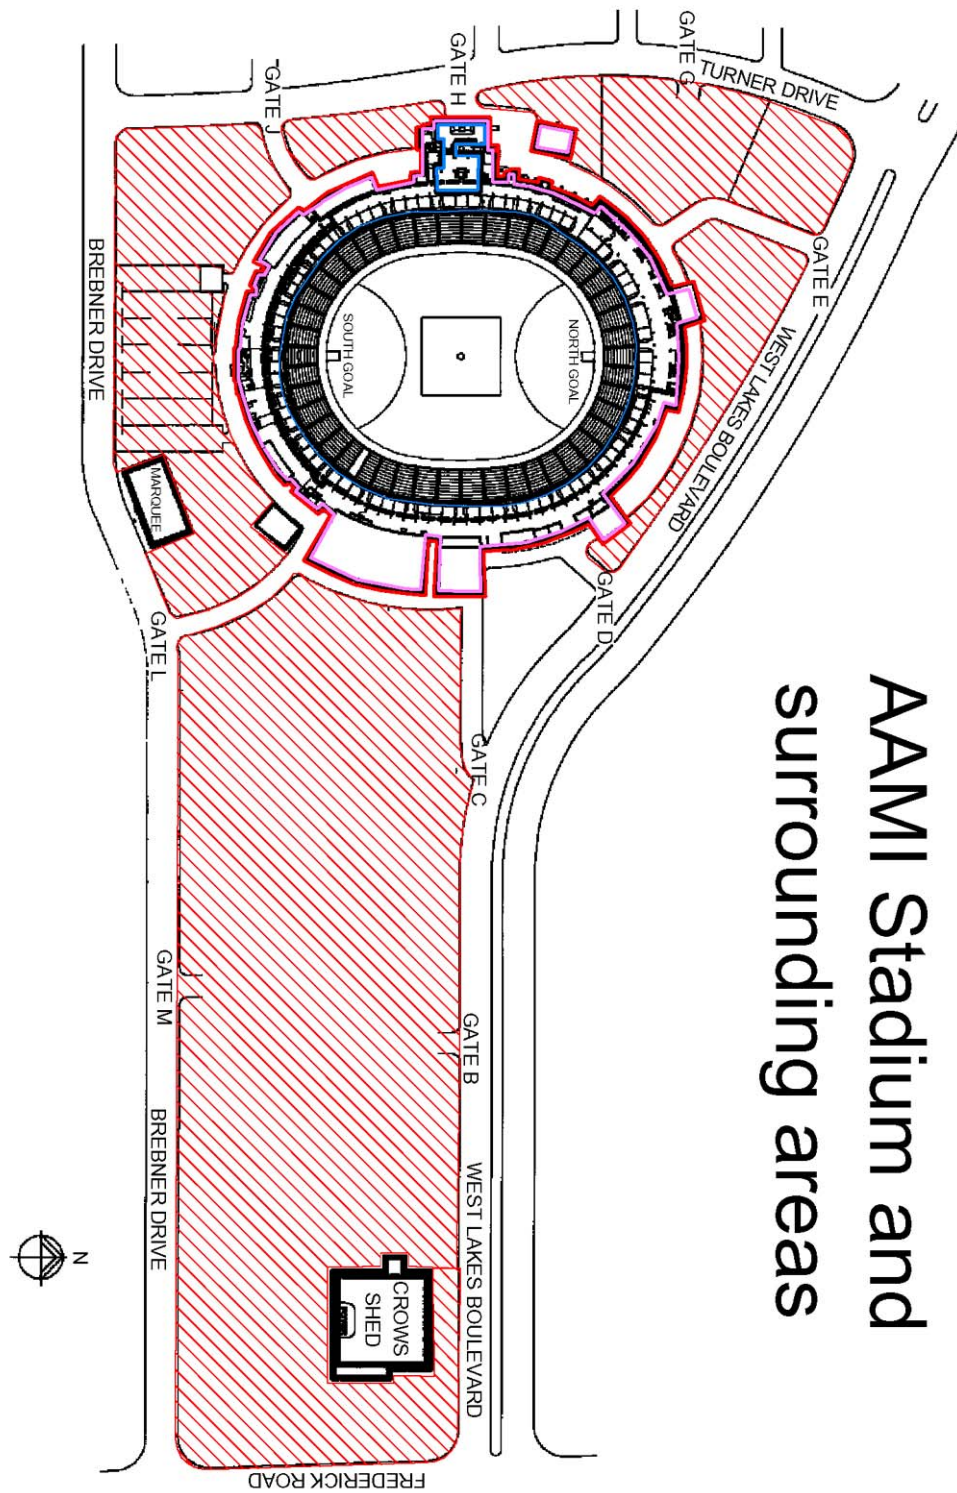 AAMI Stadium and
surrounding areas
TURNER DRIVE
GATE G
GATE H
GATE J
GATE E
BREBNER DRIVE
SOUTH GOAL
NORTH GOAL
WEST LAKES BOULEVARD
MARQUEE
GATE D
GATE L
GATE C
GATE M
GATE B
BREBNER DRIVE
WEST LAKES BOULEVARD
N
CROWS
SHED
FREDERICK ROAD